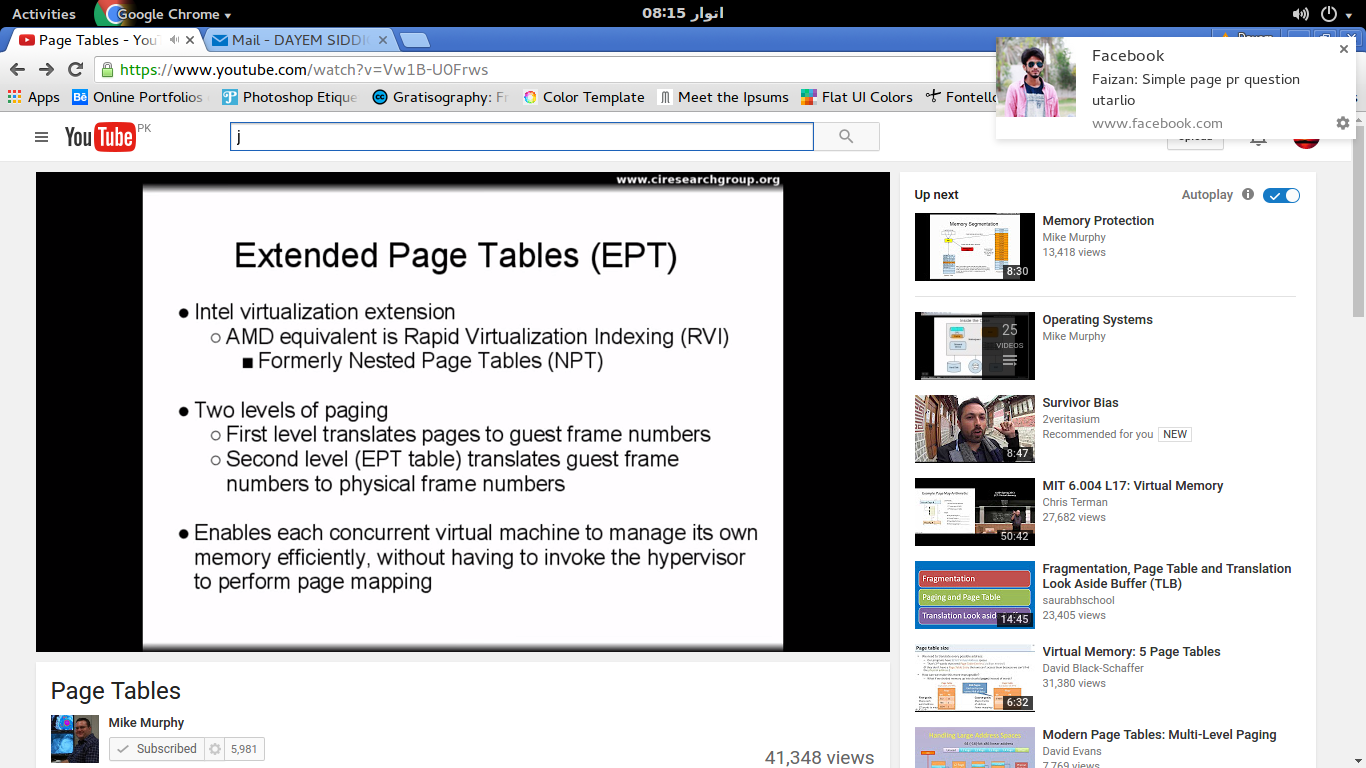 Activities
Google Chrome
اتوار 08:15
Page Tables - You
Mail - DAYEM SIDDI
https://www.youtube.com/watch?v=Vw1B-U0Frws
Apps
Online Portfolios
Photoshop Etique
Gratisography: Fr
Color Template
Meet the Ipsums
Flat UI Colors
Fontello
Facebook
Faizan: Simple page pr question
utarlio
www.facebook.com
YouTube PK
j
www.ciresearchgroup.org
Extended Page Tables (EPT)
● Intel virtualization extension
○ AMD equivalent is Rapid Virtualization Indexing (RVI)
■ Formerly Nested Page Tables (NPT)
● Two levels of paging
○ First level translates pages to guest frame numbers
○ Second level (EPT table) translates guest frame
numbers to physical frame numbers
● Enables each concurrent virtual machine to manage its own
memory efficiently, without having to invoke the hypervisor
to perform page mapping
Page Tables
Mike Murphy
Subscribed
5,981
41,348 views
Up next
Autoplay
Memory Segmentation
8:30
Memory Protection
Mike Murphy
13,418 views
25
VIDEOS
Operating Systems
Mike Murphy
8:47
Survivor Bias
2veritasium
Recommended for you NEW
50:42
MIT 6.004 L17: Virtual Memory
Chris Terman
27,682 views
Fragmentation
Paging and Page Table
Translation Look asid
14:45
Fragmentation, Page Table and Translation
Look Aside Buffer (TLB)
saurabhschool
23,405 views
Page table size
6:32
Virtual Memory: 5 Page Tables
David Black-Schaffer
31,380 views
Handling Large Address Spaces
Modern Page Tables: Multi-Level Paging
David Evans
7,769 views